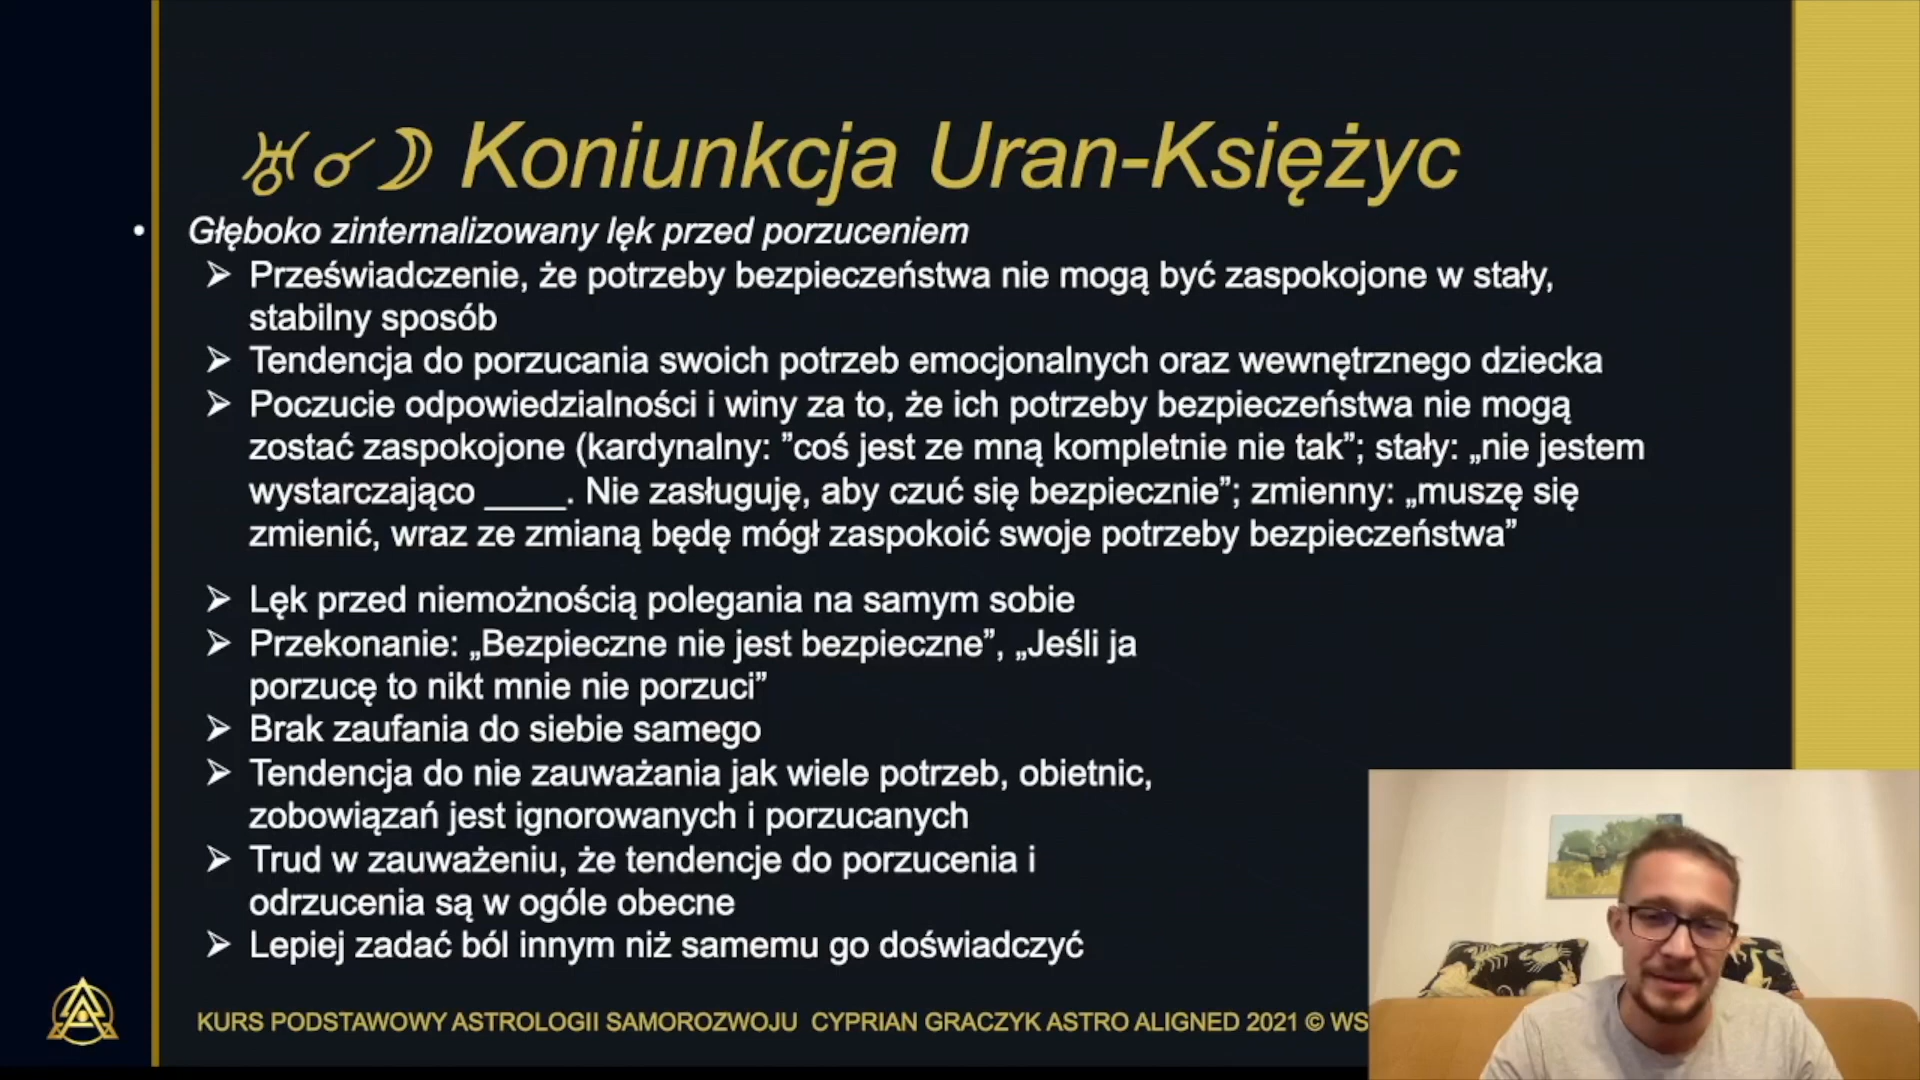 ♅☌☽ Koniunkcja Uran-Księżyc
• Głęboko zinternalizowany lęk przed porzuceniem
➢ Przeświadczenie, że potrzeby bezpieczeństwa nie mogą być zaspokojone w stały,
stabilny sposób
➢ Tendencja do porzucania swoich potrzeb emocjonalnych oraz wewnętrznego dziecka
➢ Poczucie odpowiedzialności i winy za to, że ich potrzeby bezpieczeństwa nie mogą
zostać zaspokojone (kardynalny: ”coś jest ze mną kompletnie nie tak”; stały: „nie jestem
wystarczająco ____. Nie zasługuję, aby czuć się bezpiecznie”; zmienny: „muszę się
zmienić, wraz ze zmianą będę mógł zaspokoić swoje potrzeby bezpieczeństwa”
➢ Lęk przed niemożnością polegania na samym sobie
➢ Przekonanie: „Bezpieczne nie jest bezpieczne”, „Jeśli ja
porzucę to nikt mnie nie porzuci”
➢ Brak zaufania do siebie samego
➢ Tendencja do nie zauważania jak wiele potrzeb, obietnic,
zobowiązań jest ignorowanych i porzucanych
➢ Trud w zauważeniu, że tendencje do porzucenia i
odrzucenia są w ogóle obecne
➢ Lepiej zadać ból innym niż samemu go doświadczyć
KURS PODSTAWOWY ASTROLOGII SAMOROZWOJU CYPRIAN GRACZYK ASTRO ALIGNED 2021 © WS